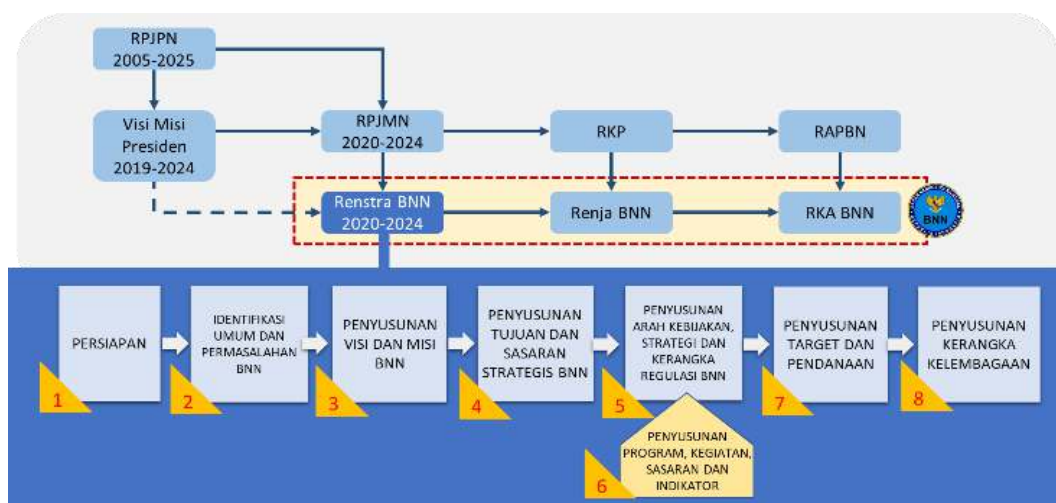 RPJPN
2005-2025
Visi Misi
Presiden
2019-2024
RPJMN
2020-2024
RKP
RAPBN
Renstra BNN
2020-2024
Renja BNN
RKA BNN
BNN
PERSIAPAN
1
IDENTIFIKASI
UMUM DAN
PERMASALAHAN
BNN
2
PENYUSUNAN
VISI DAN MISI
BNN
3
PENYUSUNAN
TUJUAN DAN
SASARAN
STRATEGIS BNN
4
PENYUSUNAN
ARAH KEBIJAKAN,
STRATEGI DAN
KERANGKA
REGULASI BNN
5
PENYUSUNAN
PROGRAM, KEGIATAN,
SASARAN DAN
INDIKATOR
6
PENYUSUNAN
TARGET DAN
PENDANAAN
7
PENYUSUNAN
KERANGKA
KELEMBAGAAN
8